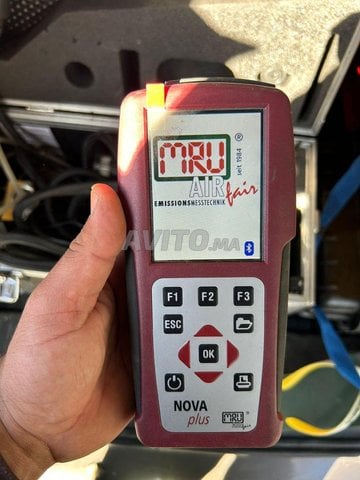 MRU
®
seit 1984
AIR
fair
EMISSIONSMESSTECHNIK
AVITO.MA
F1 F2 F3
ESC
OK
NOVA
plus
MRU ®